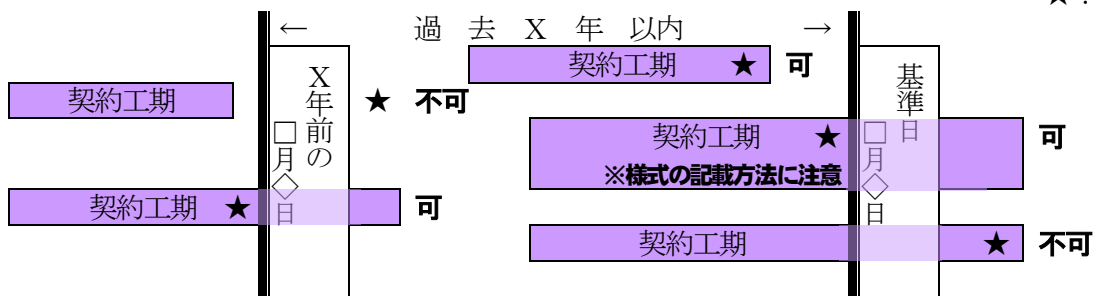 ★:
← 過去X年以内 →
契約工期 ★ 可
契約工期 ★ 不可
X年前の
□月◇日
基準日
□月◇日
契約工期 ★ 可
※様式の記載方法に注意
契約工期 ★ 可
契約工期 ★ 不可